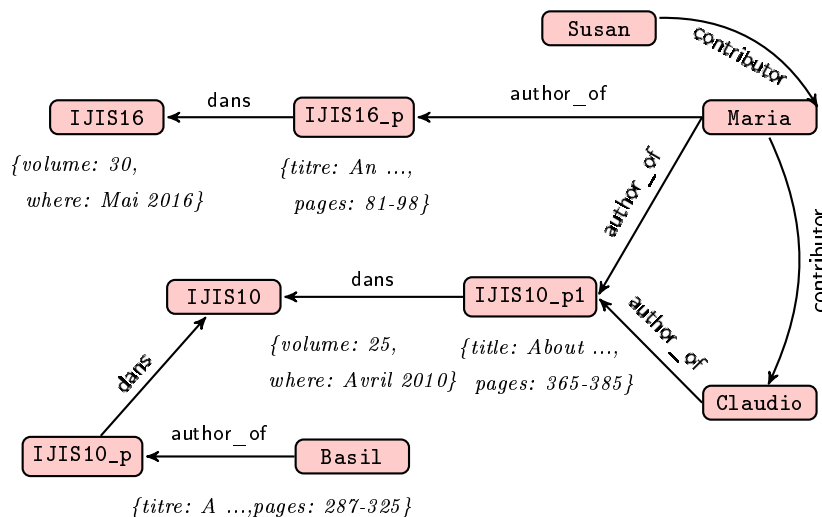 Susan
contributor
dans
author_of
IJIS16
IJIS16_p
Maria
{volume: 30,
where: Mai 2016}
{titre: An ...,
pages: 81-98}
author_of
contributor
dans
IJIS10
IJIS10_p1
author_of
{volume: 25,
where: Avril 2010}
{title: About ...,
pages: 365-385}
dans
Claudio
author_of
IJIS10_p
Basil
{titre: A ...,pages: 287-325}